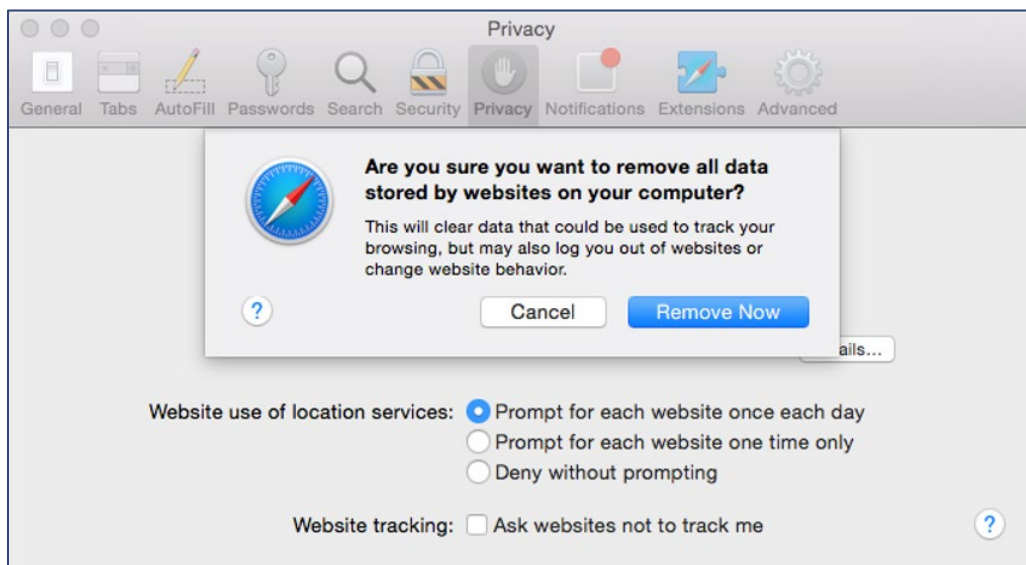 Privacy
General Tabs AutoFill Passwords Search Security Privacy Notifications Extensions Advanced
Are you sure you want to remove all data
stored by websites on your computer?
This will clear data that could be used to track your
browsing, but may also log you out of websites or
change website behavior.
? Cancel Remove Now
ails...
Website use of location services: Prompt for each website once each day
Prompt for each website one time only
Deny without prompting
Website tracking: Ask websites not to track me ?